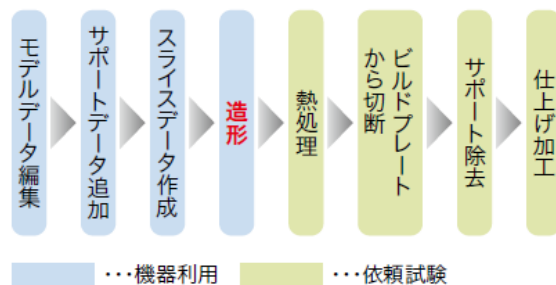 モデルデータ編集
サポートデータ追加
スライスデータ作成
造形
熱処理
ビルドプレート
から切断
サポート除去
仕上げ加工
･･･機器利用
･･･依頼試験